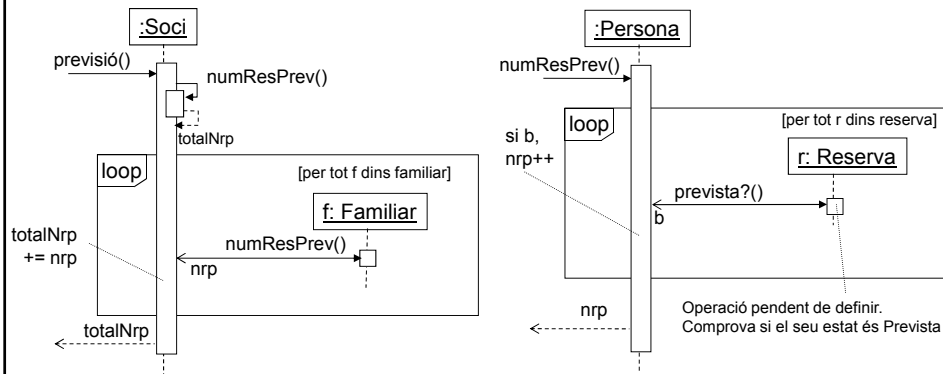 :Soci
previsió()
numResPrev()
totalNrp
loop
[per tot f dins familiar]
f: Familiar
totalNrp
+= nrp
numResPrev()
nrp
totalNrp
:Persona
numResPrev()
loop
[per tot r dins reserva]
si b,
nrp++
r: Reserva
prevista?()
b
nrp
Operació pendent de definir.
Comprova si el seu estat és Prevista